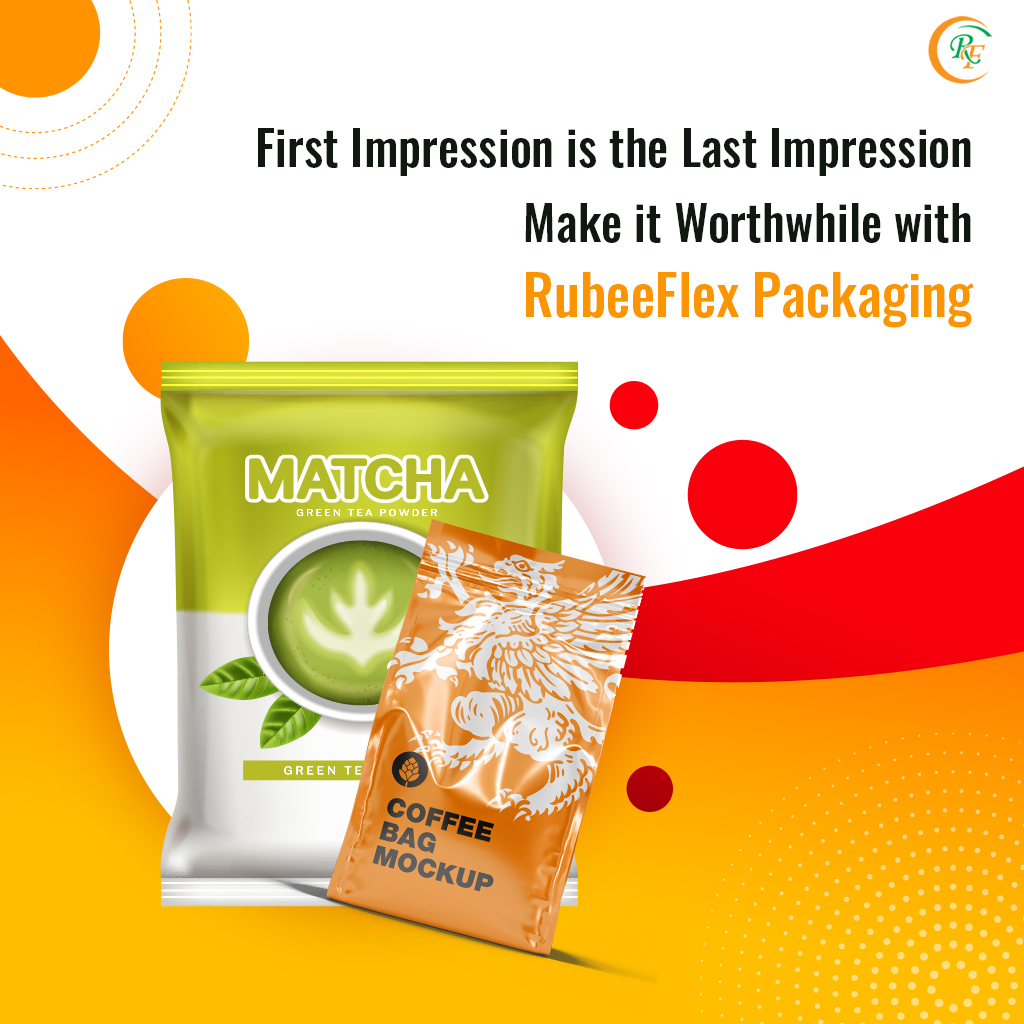 RF
First Impression is the Last Impression
Make it Worthwhile with
RubeeFlex Packaging
MATCHA
GREEN TEA POWDER
GREEN TE
COFFEE
BAG
MOCKUP